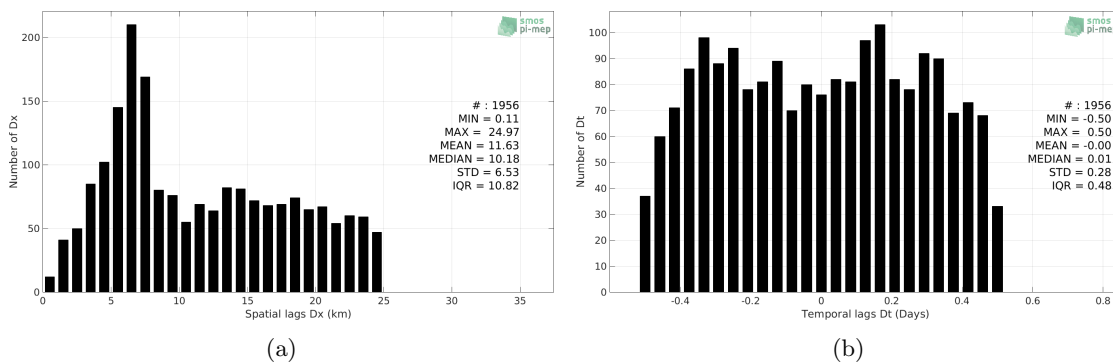 smos
pi-mep
200
150
100
50
0
Number of Dx
# : 1956
MIN = 0.11
MAX = 24.97
MEAN = 11.63
MEDIAN = 10.18
STD = 6.53
IQR = 10.82
0 5 10 15 20 25 30 35
Spatial lags Dx (km)
(a)
smos
pi-mep
100
90
80
70
60
50
40
30
20
10
0
Number of Dt
# : 1956
MIN = -0.50
MAX = 0.50
MEAN = -0.00
MEDIAN = 0.01
STD = 0.28
IQR = 0.48
-0.4 -0.2 0 0.2 0.4 0.6 0.8
Temporal lags Dt (Days)
(b)